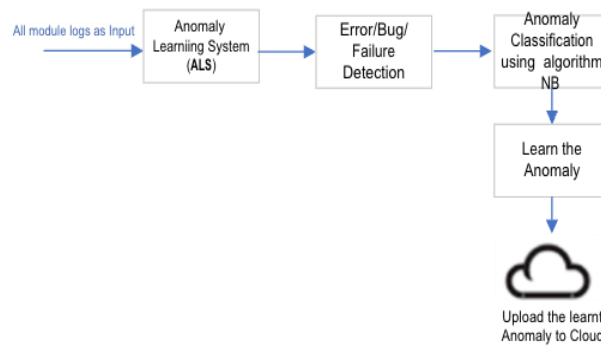 All module logs as Input
Anomaly
Learniing System
(ALS)
Error/Bug/
Failure
Detection
Anomaly
Classification
using algorithm
NB
Learn the
Anomaly
Upload the learnt
Anomaly to Cloud